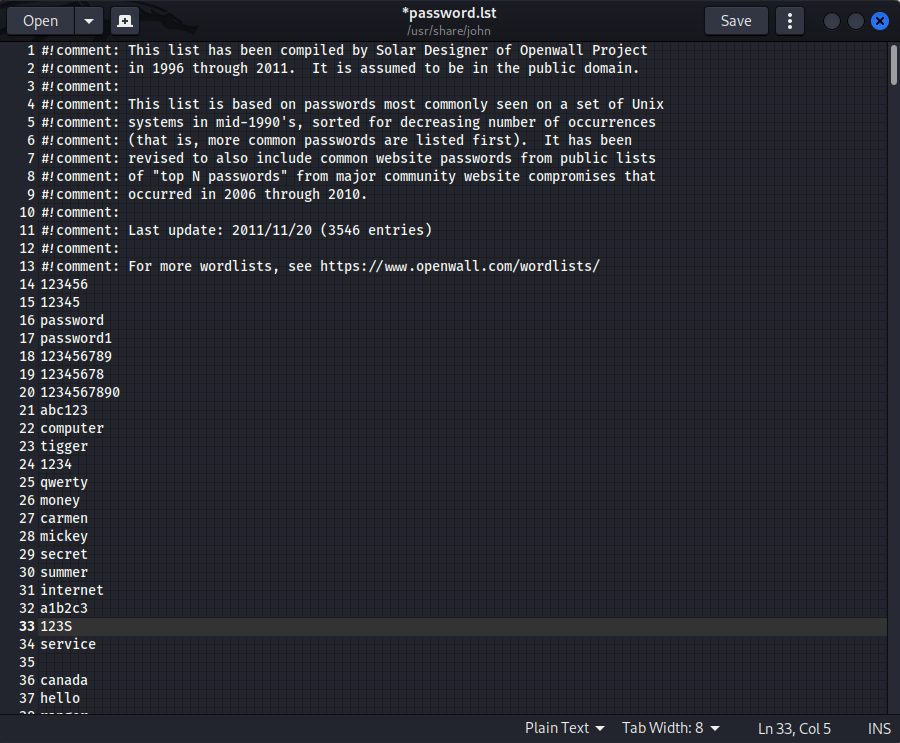 Open
*password.lst
/usr/share/john
Save
1 #!comment: This list has been compiled by Solar Designer of Openwall Project
2 #!comment: in 1996 through 2011.  It is assumed to be in the public domain.
3 #!comment:
4 #!comment: This list is based on passwords most commonly seen on a set of Unix
5 #!comment: systems in mid-1990's, sorted for decreasing number of occurrences
6 #!comment: (that is, more common passwords are listed first).  It has been
7 #!comment: revised to also include common website passwords from public lists
8 #!comment: of "top N passwords" from major community website compromises that
9 #!comment: occurred in 2006 through 2010.
10 #!comment:
11 #!comment: Last update: 2011/11/20 (3546 entries)
12 #!comment:
13 #!comment: For more wordlists, see https://www.openwall.com/wordlists/
14 123456
15 12345
16 password
17 password1
18 123456789
19 12345678
20 1234567890
21 abc123
22 computer
23 tigger
24 1234
25 qwerty
26 money
27 carmen
28 mickey
29 secret
30 summer
31 internet
32 a1b2c3
33 123S
34 service
35
36 canada
37 hello
Plain Text
Tab Width: 8
Ln 33, Col 5
INS